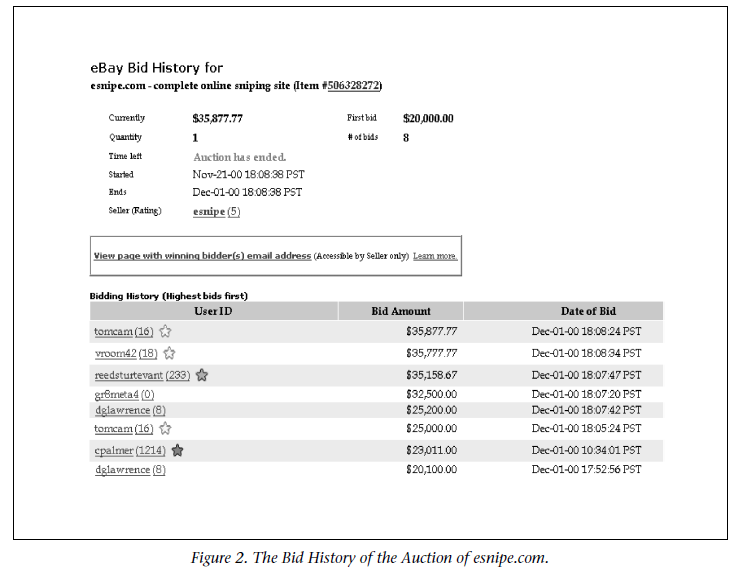 eBay Bid History for
esnipe.com - complete online sniping site (Item #506328272)
Currently $35,877.77 First bid $20,000.00
Quantity 1 # of bids 8
Time left Auction has ended.
Started Nov-21-00 18:08:38 PST
Ends Dec-01-00 18:08:38 PST
Seller (Rating) esnipe (5)
View page with winning bidder(s) email address (Accessible by Seller only) Learn more.
Bidding History (Highest bids first)
User ID Bid Amount Date of Bid
tomcam (16) $35,877.77 Dec-01-00 18:08:24 PST
vroom42 (18) $35,777.77 Dec-01-00 18:08:34 PST
reedsturtevant (233) $35,158.67 Dec-01-00 18:07:47 PST
gr8meta4 (0) $32,500.00 Dec-01-00 18:07:20 PST
dglawrence (8) $25,200.00 Dec-01-00 18:07:42 PST
tomcam (16) $25,000.00 Dec-01-00 18:05:24 PST
cpalmer (1214) $23,011.00 Dec-01-00 10:34:01 PST
dglawrence (8) $20,100.00 Dec-01-00 17:52:56 PST
Figure 2. The Bid History of the Auction of esnipe.com.